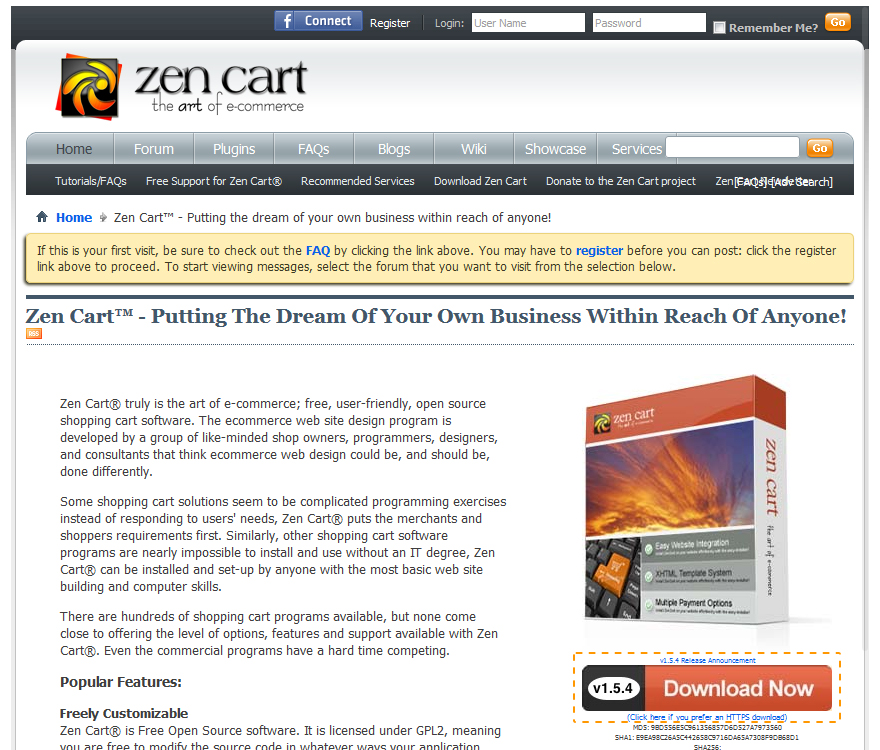 f Connect Register Login: User Name Password Remember Me? Go
zen cart
the art of e-commerce
Home Forum Plugins FAQs Blogs Wiki Showcase Services Go
Tutorials/FAQs Free Support for Zen Cart® Recommended Services Download Zen Cart Donate to the Zen Cart project Zen Cart Newsletter [FAQs] [Adv Search]
Home Zen Cart™ - Putting the dream of your own business within reach of anyone!
If this is your first visit, be sure to check out the FAQ by clicking the link above. You may have to register before you can post: click the register
link above to proceed. To start viewing messages, select the forum that you want to visit from the selection below.
Zen Cart™ - Putting The Dream Of Your Own Business Within Reach Of Anyone!
RSS
Zen Cart® truly is the art of e-commerce; free, user-friendly, open source
shopping cart software. The ecommerce web site design program is
developed by a group of like-minded shop owners, programmers, designers,
and consultants that think ecommerce web design could be, and should be,
done differently.
Some shopping cart solutions seem to be complicated programming exercises
instead of responding to users' needs, Zen Cart® puts the merchants and
shoppers requirements first. Similarly, other shopping cart software
programs are nearly impossible to install and use without an IT degree, Zen
Cart® can be installed and set-up by anyone with the most basic web site
building and computer skills.
There are hundreds of shopping cart programs available, but none come
close to offering the level of options, features and support available with Zen
Cart®. Even the commercial programs have a hard time competing.
Popular Features:
Freely Customizable
Zen Cart® is Free Open Source software. It is licensed under GPL2, meaning
you are free to modify the source code in whatever ways your application
zen cart
the art of e-commerce
zen cart the art of e-commerce
Easy Website Integration
XHTML Template System
Multiple Payment Options
v1.5.4 Release Announcement
v1.5.4 Download Now
(Click here if you prefer an HTTPS download)
MD5:
SHA1:
SHA256: